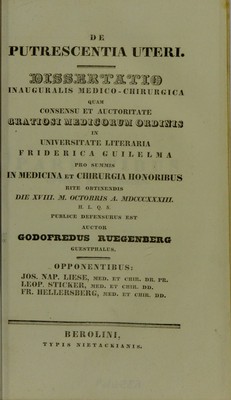 DE
PUTRESCENTIA UTERI.
DISSERTATIO
INAUGURALIS MEDICO-CHIRURGICA
QUAM
CONSENSU ET AUCTORITATE
GRATIOSI MEDICORUM ORDINIS
IN
UNIVERSITATE LITERARIA
FRIDERICA GUILELMA
PRO SUMMIS
IN MEDICINA ET CHIRURGIA HONORIBUS
RITE OBTINENDIS
DIE XVIII. M. OCTOBRIS A. MDCCCXXXIII.
H. L. Q. S.
PUBLICE DEFENSURUS EST
AUCTOR
GODOFREDUS RUEGENBERG
GUESTPHALUS.
OPPONENTIBUS:
JOS. NAP. LIESE, MED. ET CHIR. DR. PR.
LEOP. STICKER, MED. ET CHIR. DD.
FR. HELLERSBERG, MED. ET CHIR. DD.
BEROLINI,
TYPIS NIETACKIANIS.